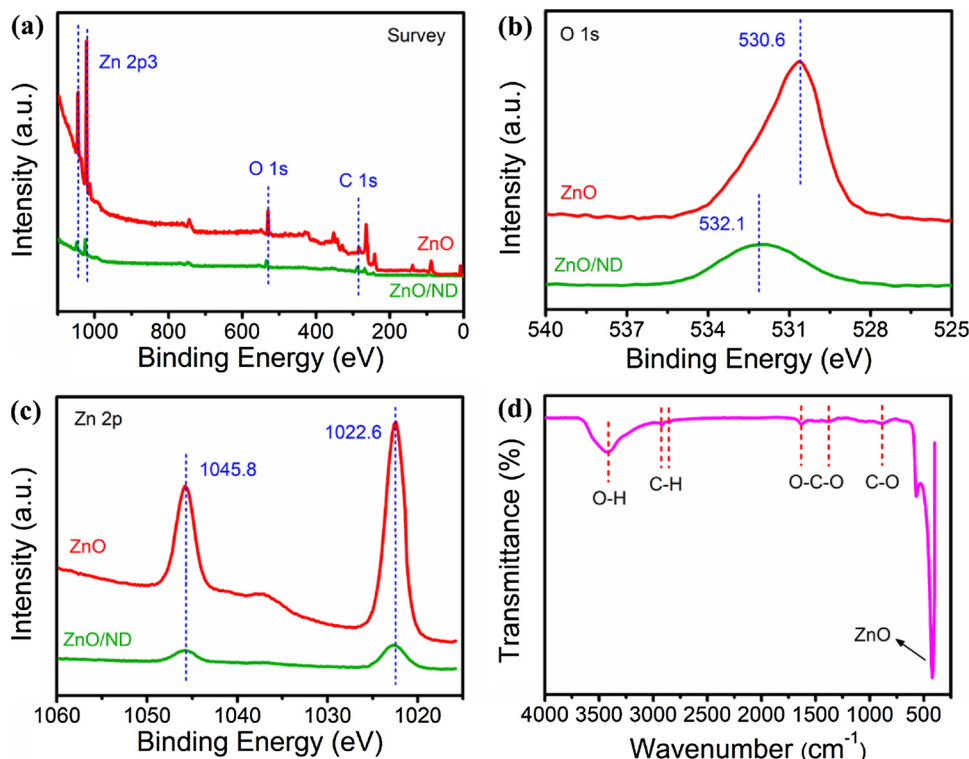 (a)
Survey
Zn 2p3
O 1s
C 1s
ZnO
ZnO/ND
Intensity (a.u.)
1000 800 600 400 200 0
Binding Energy (eV)
(b)
O 1s
530.6
ZnO
532.1
ZnO/ND
Intensity (a.u.)
540 537 534 531 528 525
Binding Energy (eV)
(c)
Zn 2p
1022.6
1045.8
ZnO
ZnO/ND
Intensity (a.u.)
1060 1050 1040 1030 1020
Binding Energy (eV)
(d)
O-H
C-H
O-C-O
C-O
ZnO
Transmittance (%)
4000 3500 3000 2500 2000 1500 1000 500
Wavenumber (cm⁻¹)